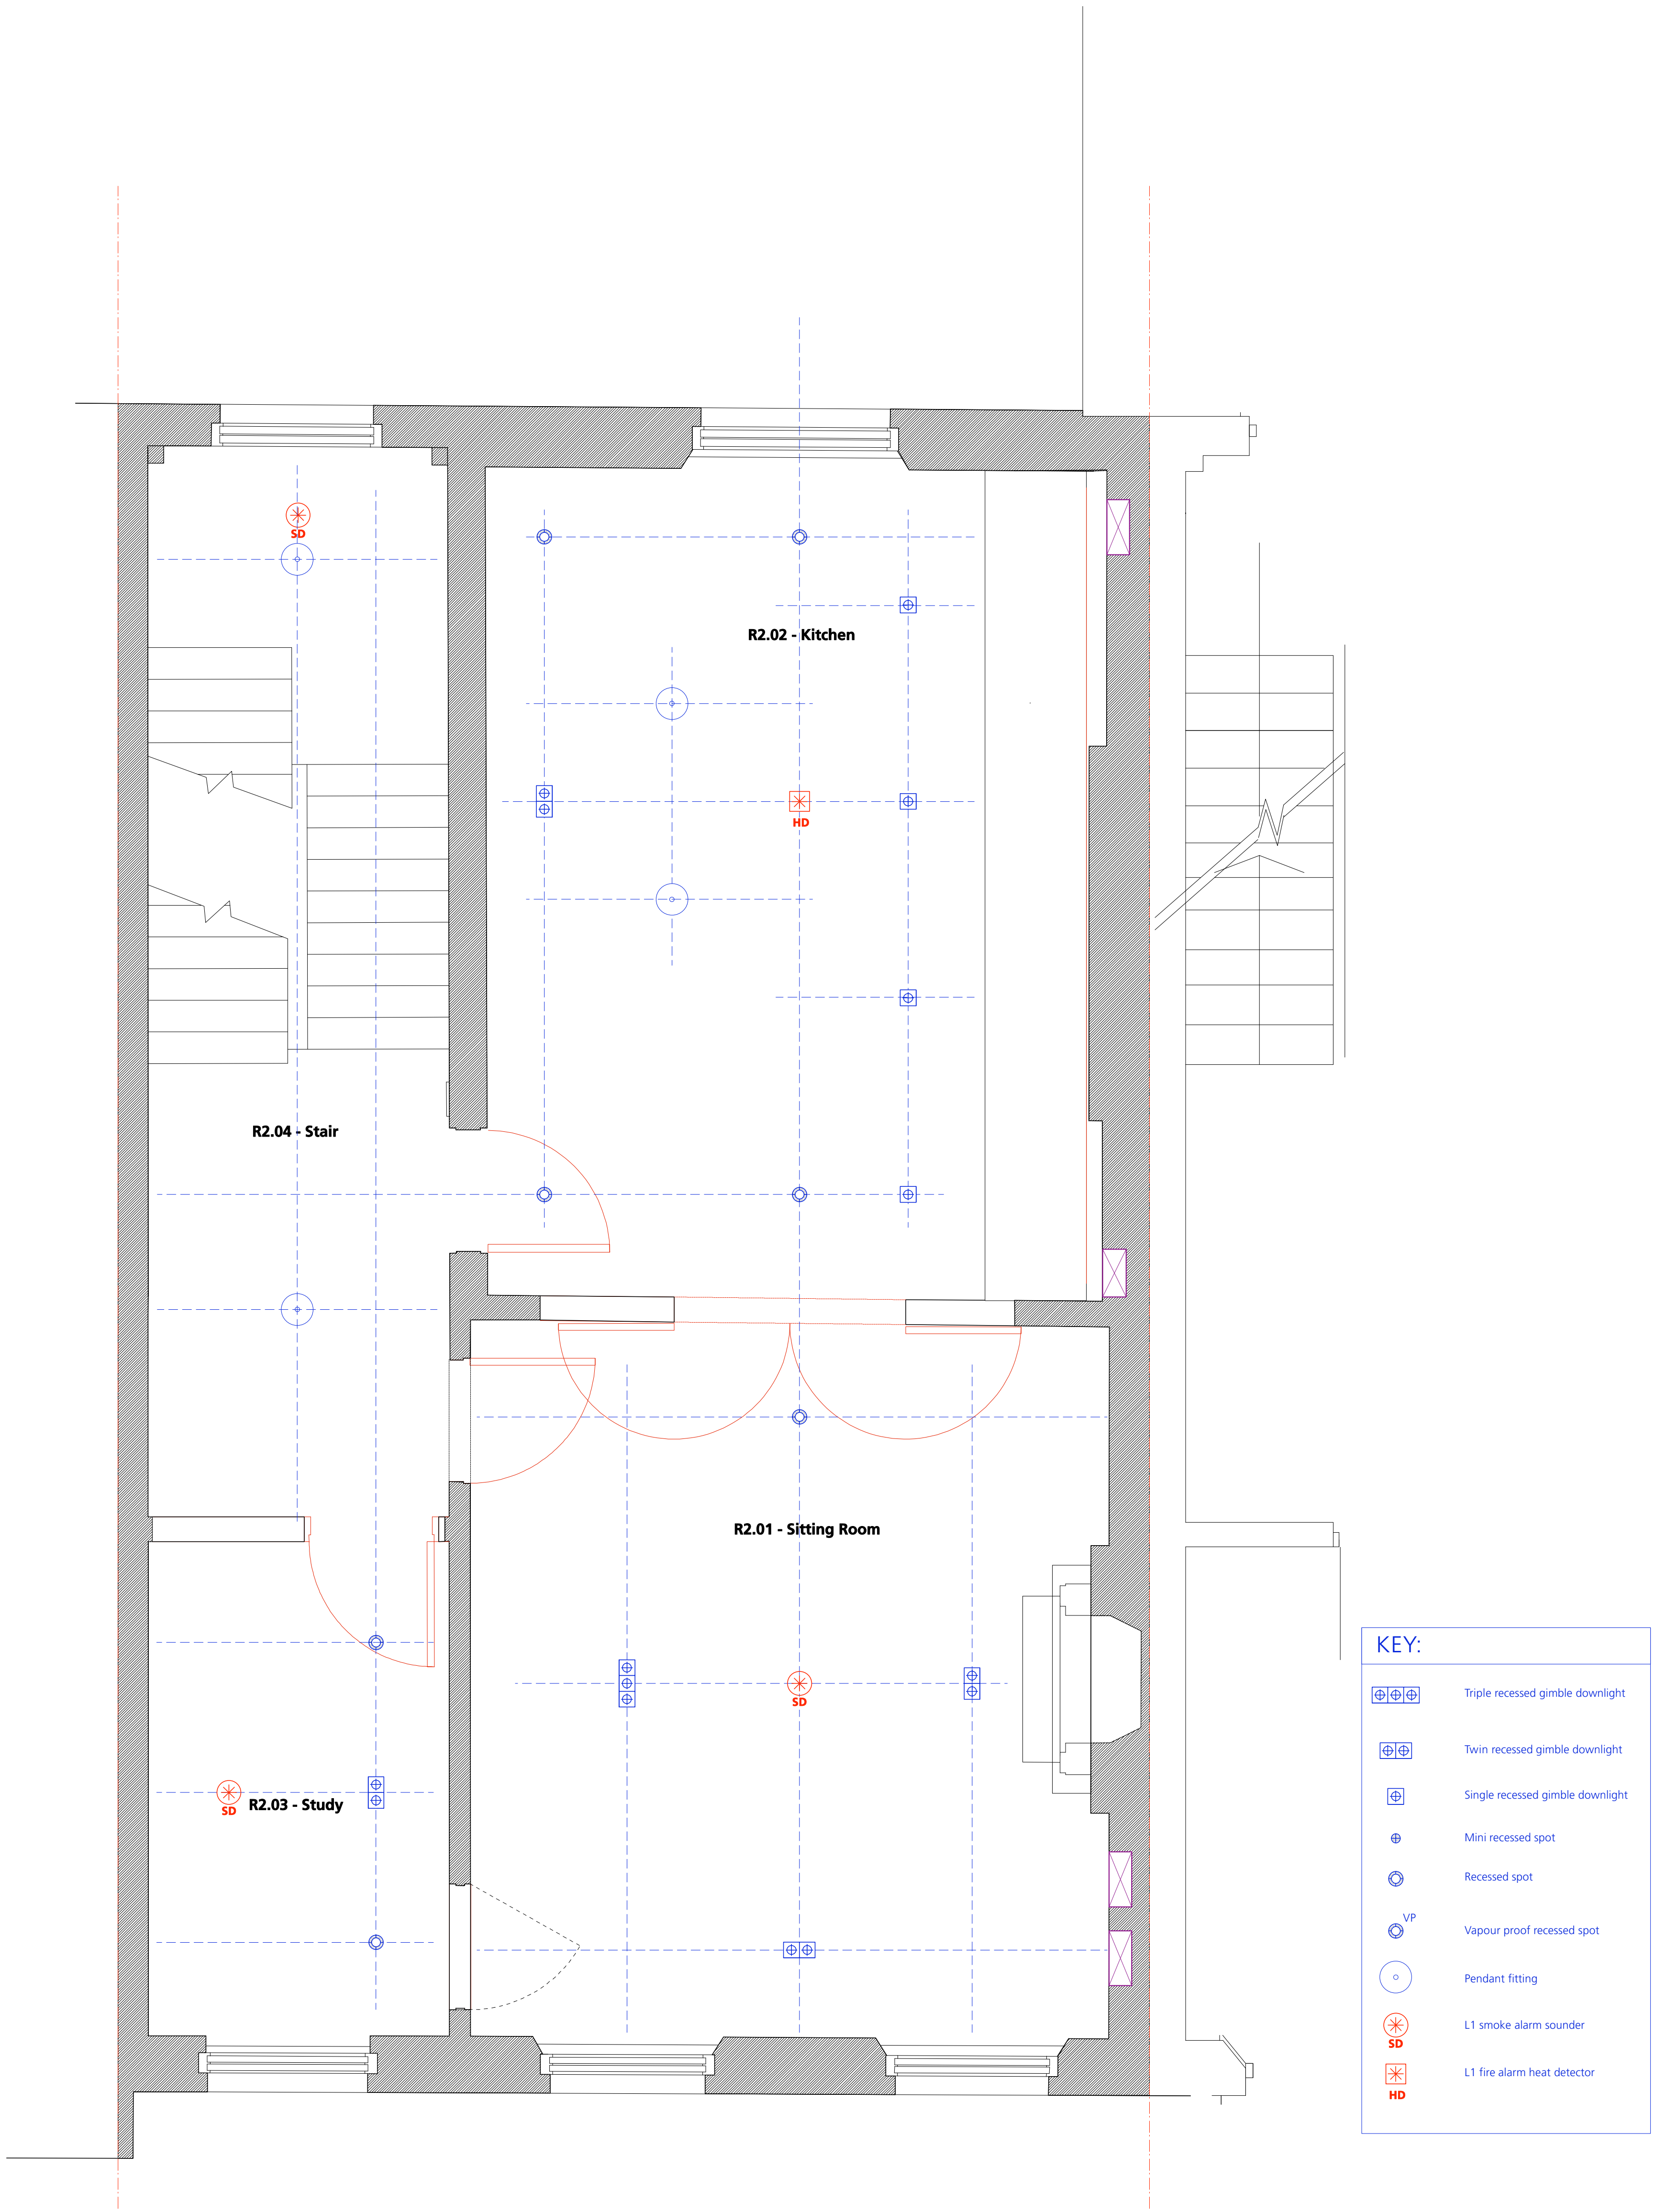 SD
R2.02 - Kitchen
HD
R2.04 - Stair
R2.01 - Sitting Room
SD
SD
R2.03 - Study
KEY:
Triple recessed gimble downlight
Twin recessed gimble downlight
Single recessed gimble downlight
Mini recessed spot
Recessed spot
VP
Vapour proof recessed spot
Pendant fitting
L1 smoke alarm sounder
SD
L1 fire alarm heat detector
HD